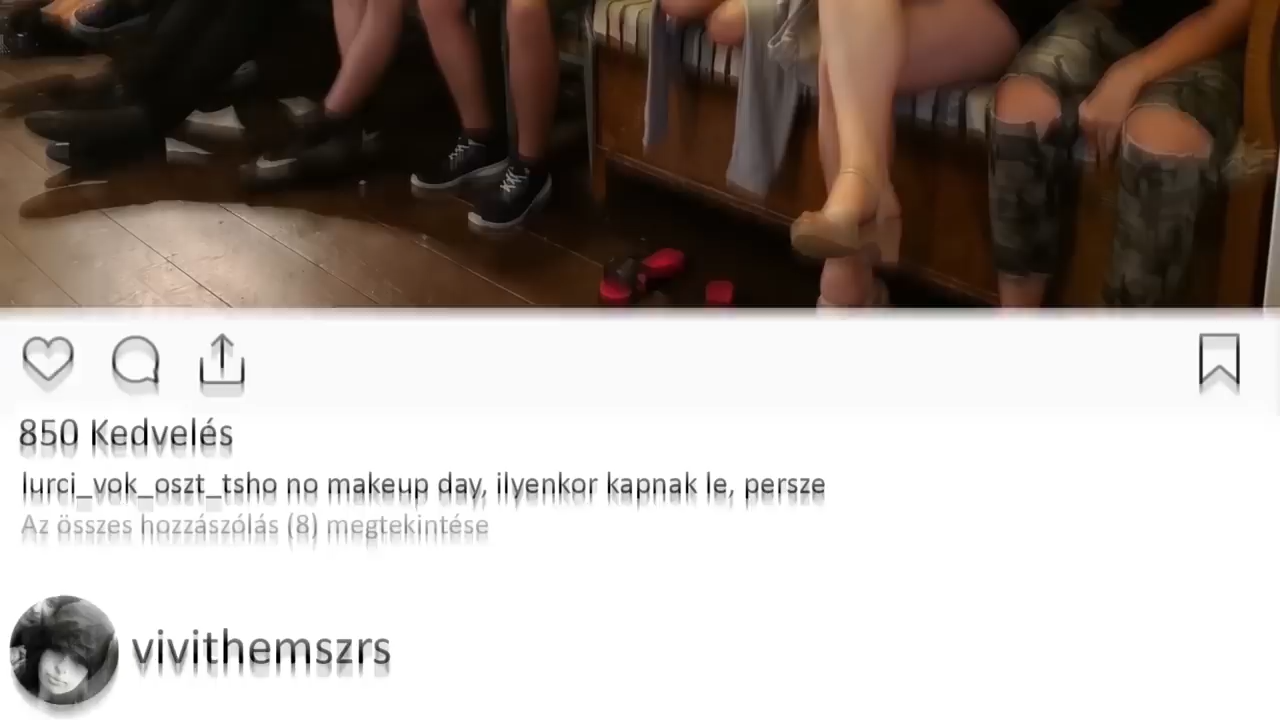 850 Kedvelés
lurci_vok_oszt_tsho no makeup day, ilyenkor kapnak le, persze
Az összes hozzászólás (8) megtekintése
vivithemszrs